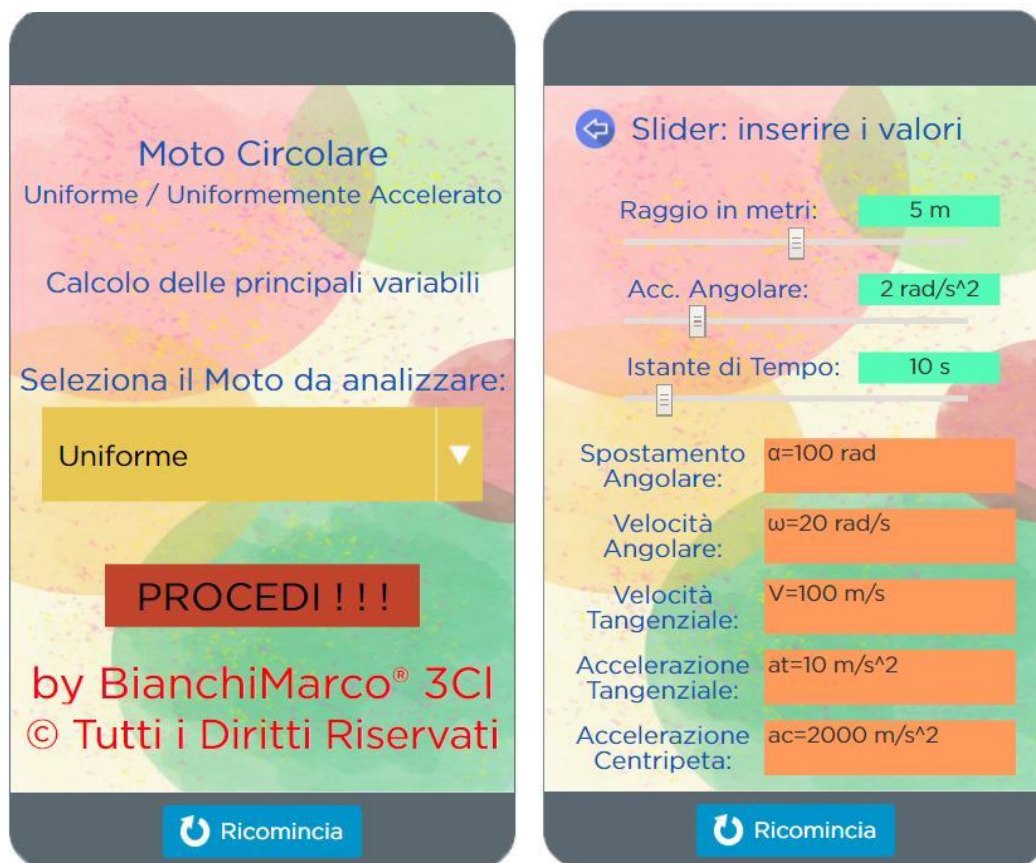 Moto Circolare
Uniforme / Uniformemente Accelerato
Calcolo delle principali variabili
Seleziona il Moto da analizzare:
Uniforme
PROCEDI ! ! !
by BianchiMarco® 3Cl
© Tutti i Diritti Riservati
Ricomincia
Slider: inserire i valori
Raggio in metri: 5 m
Acc. Angolare: 2 rad/s^2
Istante di Tempo: 10 s
Spostamento
Angolare:
α=100 rad
Velocità
Angolare:
ω=20 rad/s
Velocità
Tangenziale:
V=100 m/s
Accelerazione
Tangenziale:
at=10 m/s^2
Accelerazione
Centripeta:
ac=2000 m/s^2
Ricomincia